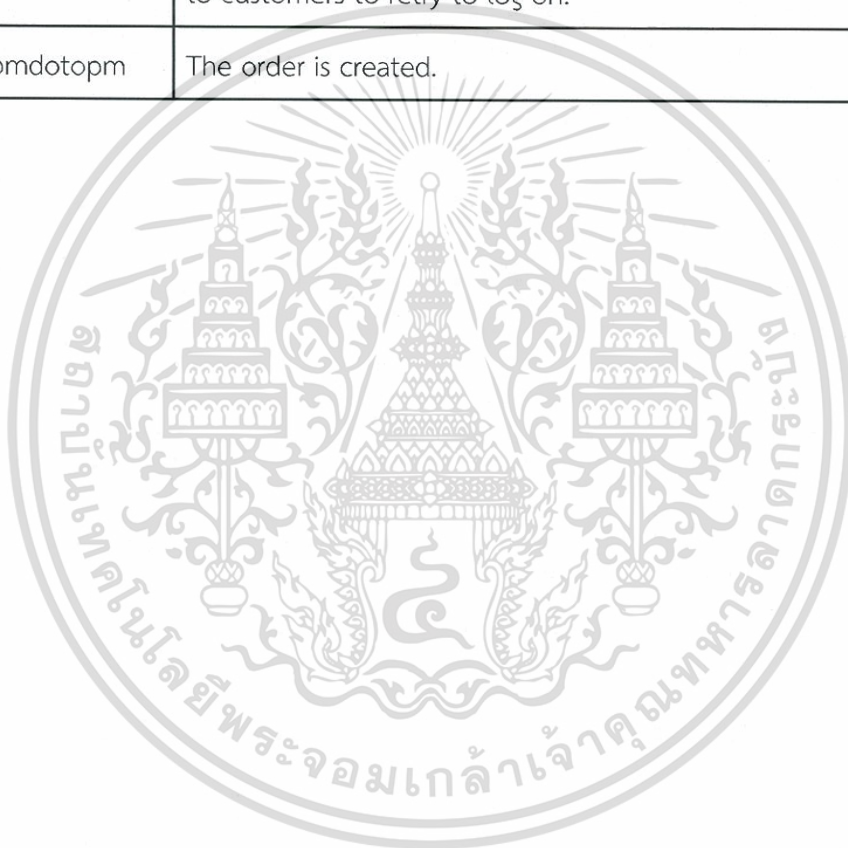 to customers to retry to log on.
omdotopm The order is created.
สถาบันเทคโนโลยีพระจอมเกล้าเจ้าคุณทหารลาดกระบัง
๔